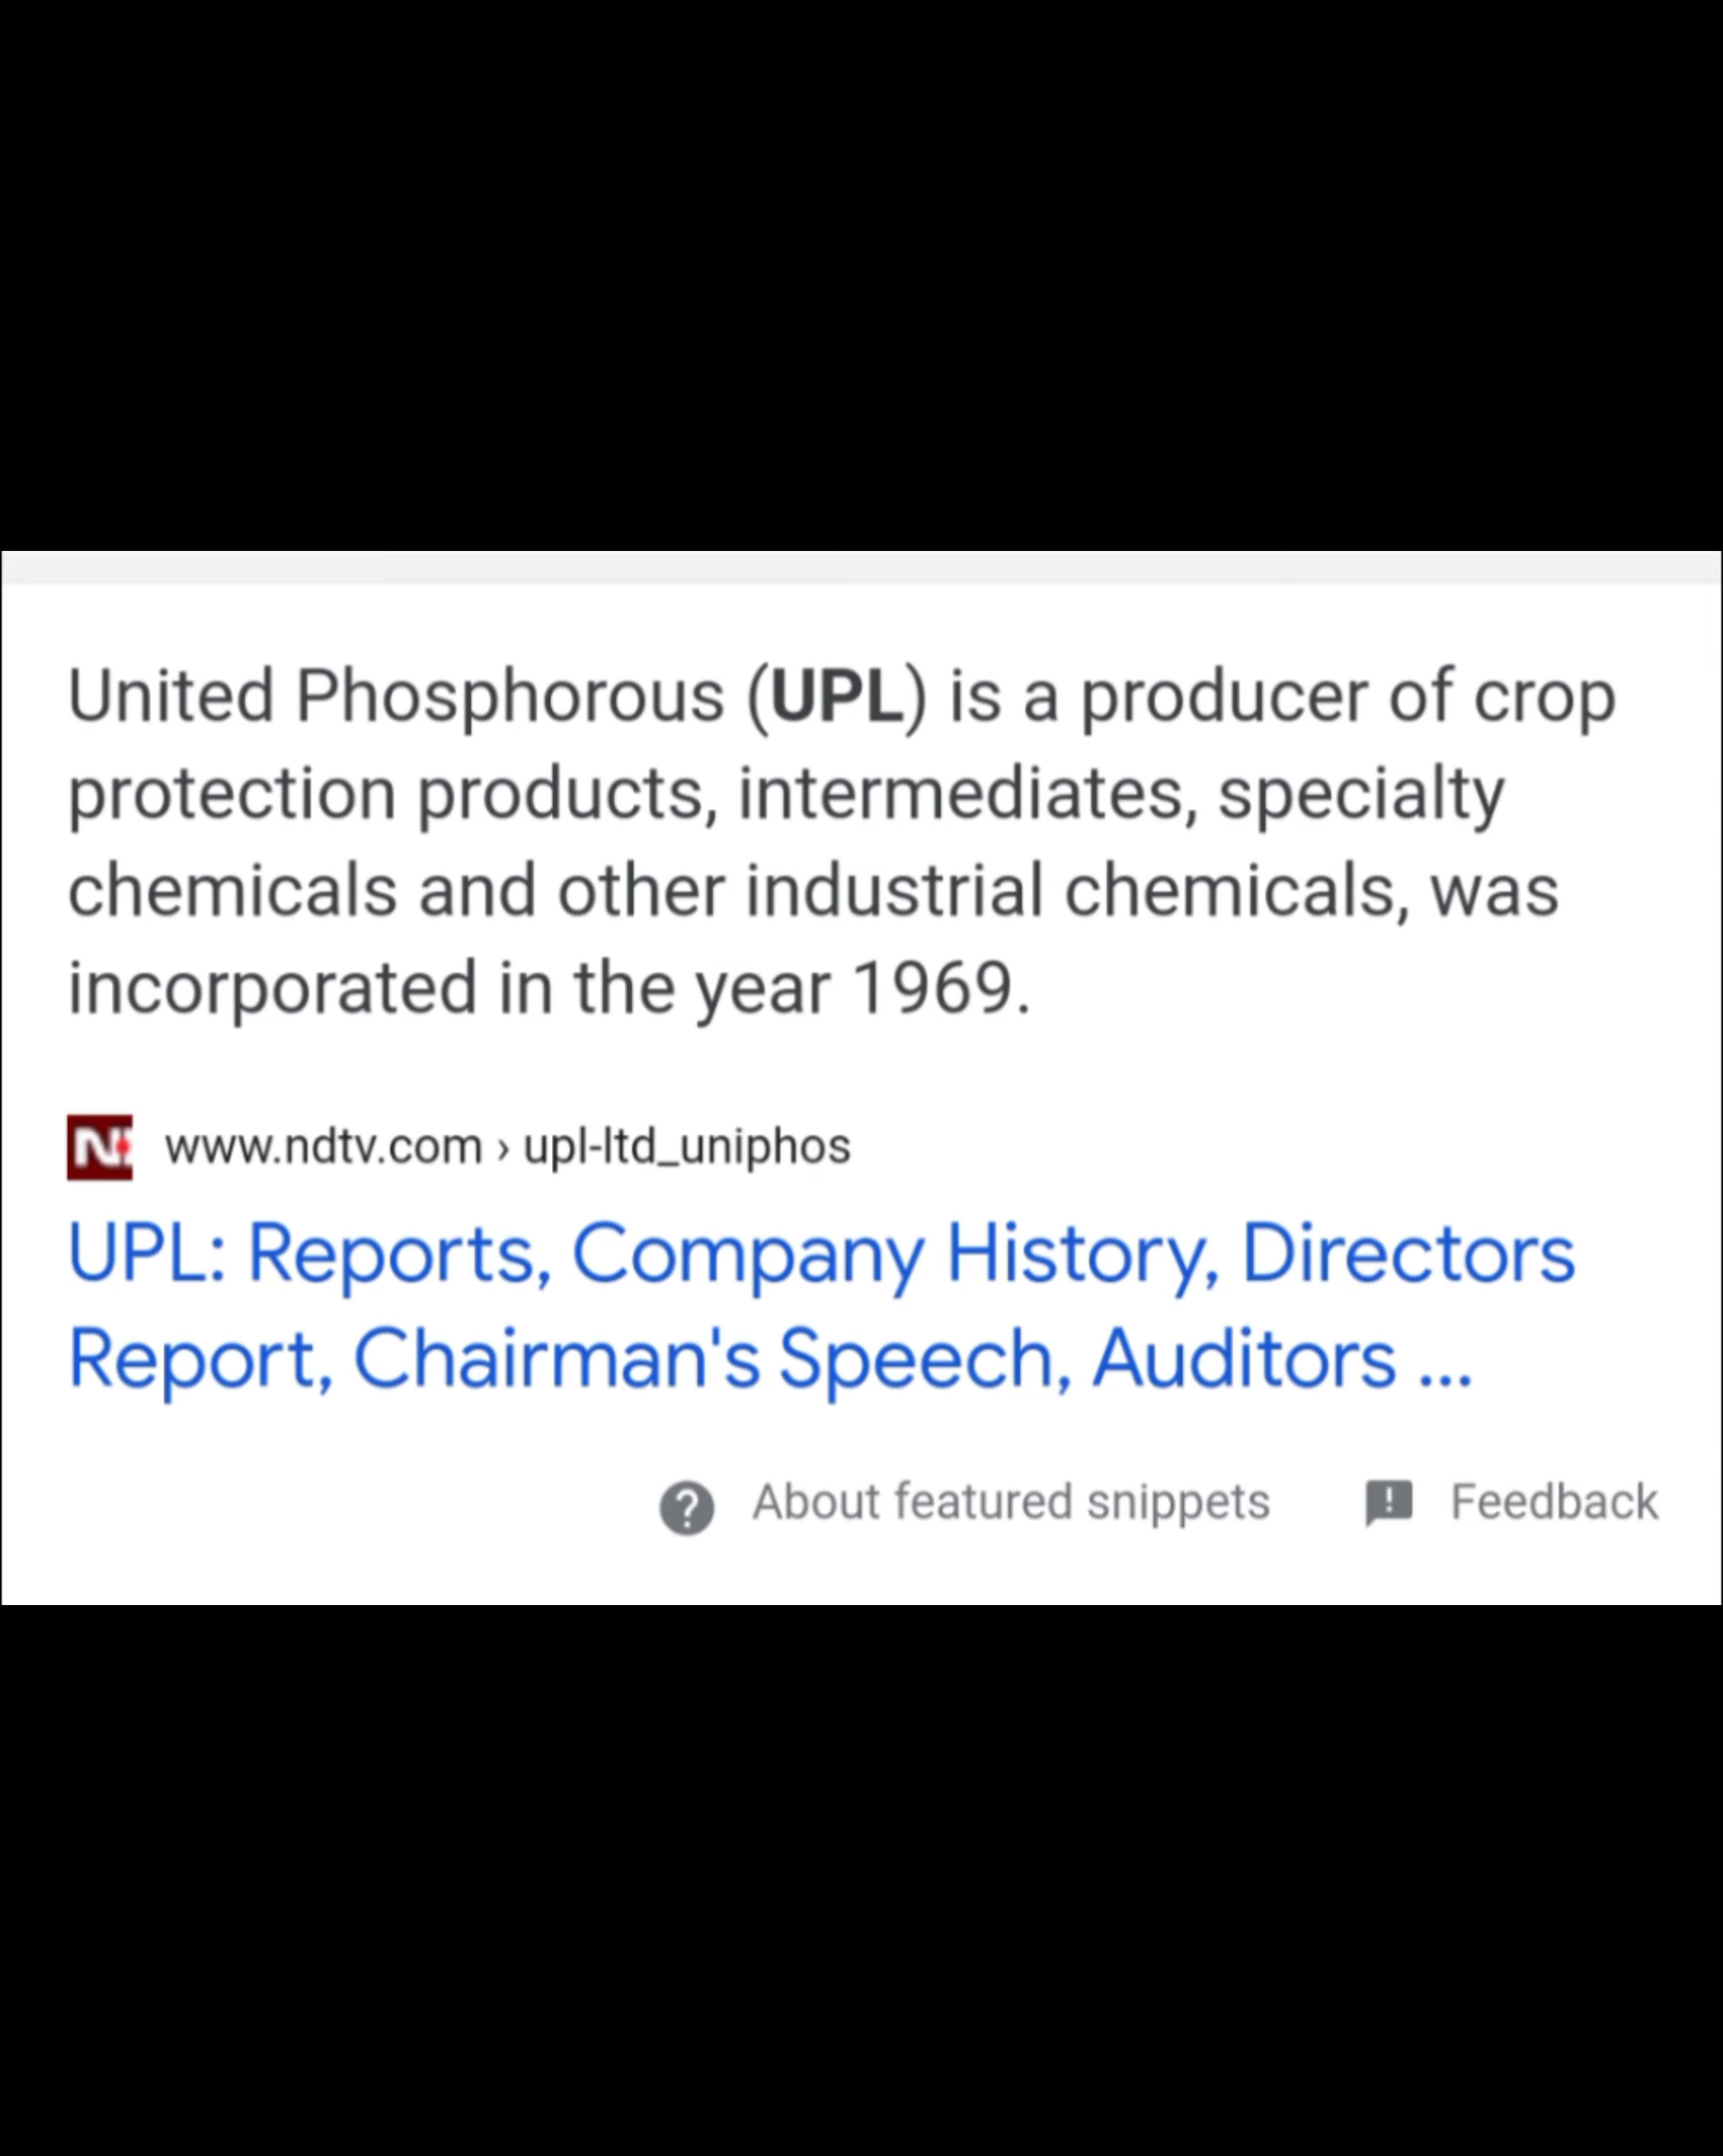 United Phosphorous (UPL) is a producer of crop
protection products, intermediates, specialty
chemicals and other industrial chemicals, was
incorporated in the year 1969.
www.ndtv.com › upl-ltd_uniphos
UPL: Reports, Company History, Directors
Report, Chairman's Speech, Auditors ...
About featured snippets Feedback